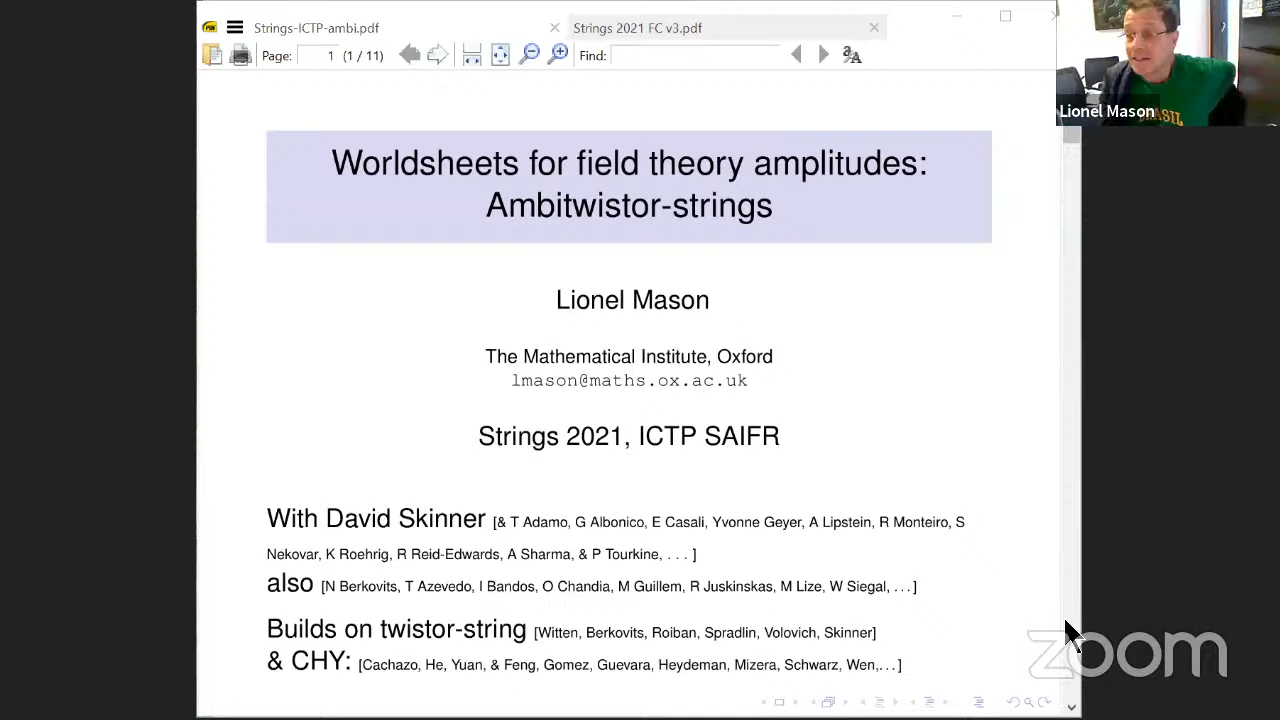 Strings-ICTP-ambi.pdf
Strings 2021 FC v3.pdf
Page: 1 (1 / 11)
Find:
Lionel Mason
Worldsheets for field theory amplitudes:
Ambitwistor-strings
Lionel Mason
The Mathematical Institute, Oxford
lmason@maths.ox.ac.uk
Strings 2021, ICTP SAIFR
With David Skinner [& T Adamo, G Albonico, E Casali, Yvonne Geyer, A Lipstein, R Monteiro, S
Nekovar, K Roehrig, R Reid-Edwards, A Sharma, & P Tourkine, . . . ]
also [N Berkovits, T Azevedo, I Bandos, O Chandia, M Guillem, R Juskinskas, M Lize, W Siegal, . . . ]
Builds on twistor-string [Witten, Berkovits, Roiban, Spradlin, Volovich, Skinner]
& CHY: [Cachazo, He, Yuan, & Feng, Gomez, Guevara, Heydeman, Mizera, Schwarz, Wen,. . . ]
zoom